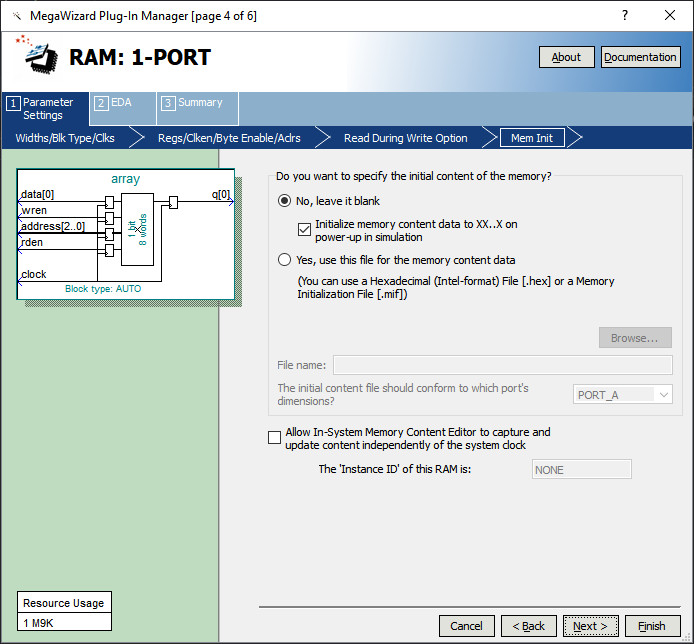 MegaWizard Plug-In Manager [page 4 of 6]
?
RAM: 1-PORT
About
Documentation
1 Parameter Settings
2 EDA
3 Summary
Widths/Blk Type/Clks
Regs/Clken/Byte Enable/Aclrs
Read During Write Option
Mem Init
array
data[0]
q[0]
wren
address[2..0]
rden
clock
1 bit
8 words
Block type: AUTO
Do you want to specify the initial content of the memory?
No, leave it blank
Initialize memory content data to XX..X on
power-up in simulation
Yes, use this file for the memory content data
(You can use a Hexadecimal (Intel-format) File [.hex] or a Memory
Initialization File [.mif])
Browse...
File name:
The initial content file should conform to which port's
dimensions?
PORT_A
Allow In-System Memory Content Editor to capture and
update content independently of the system clock
The 'Instance ID' of this RAM is:
NONE
Resource Usage
1 M9K
Cancel
< Back
Next >
Finish